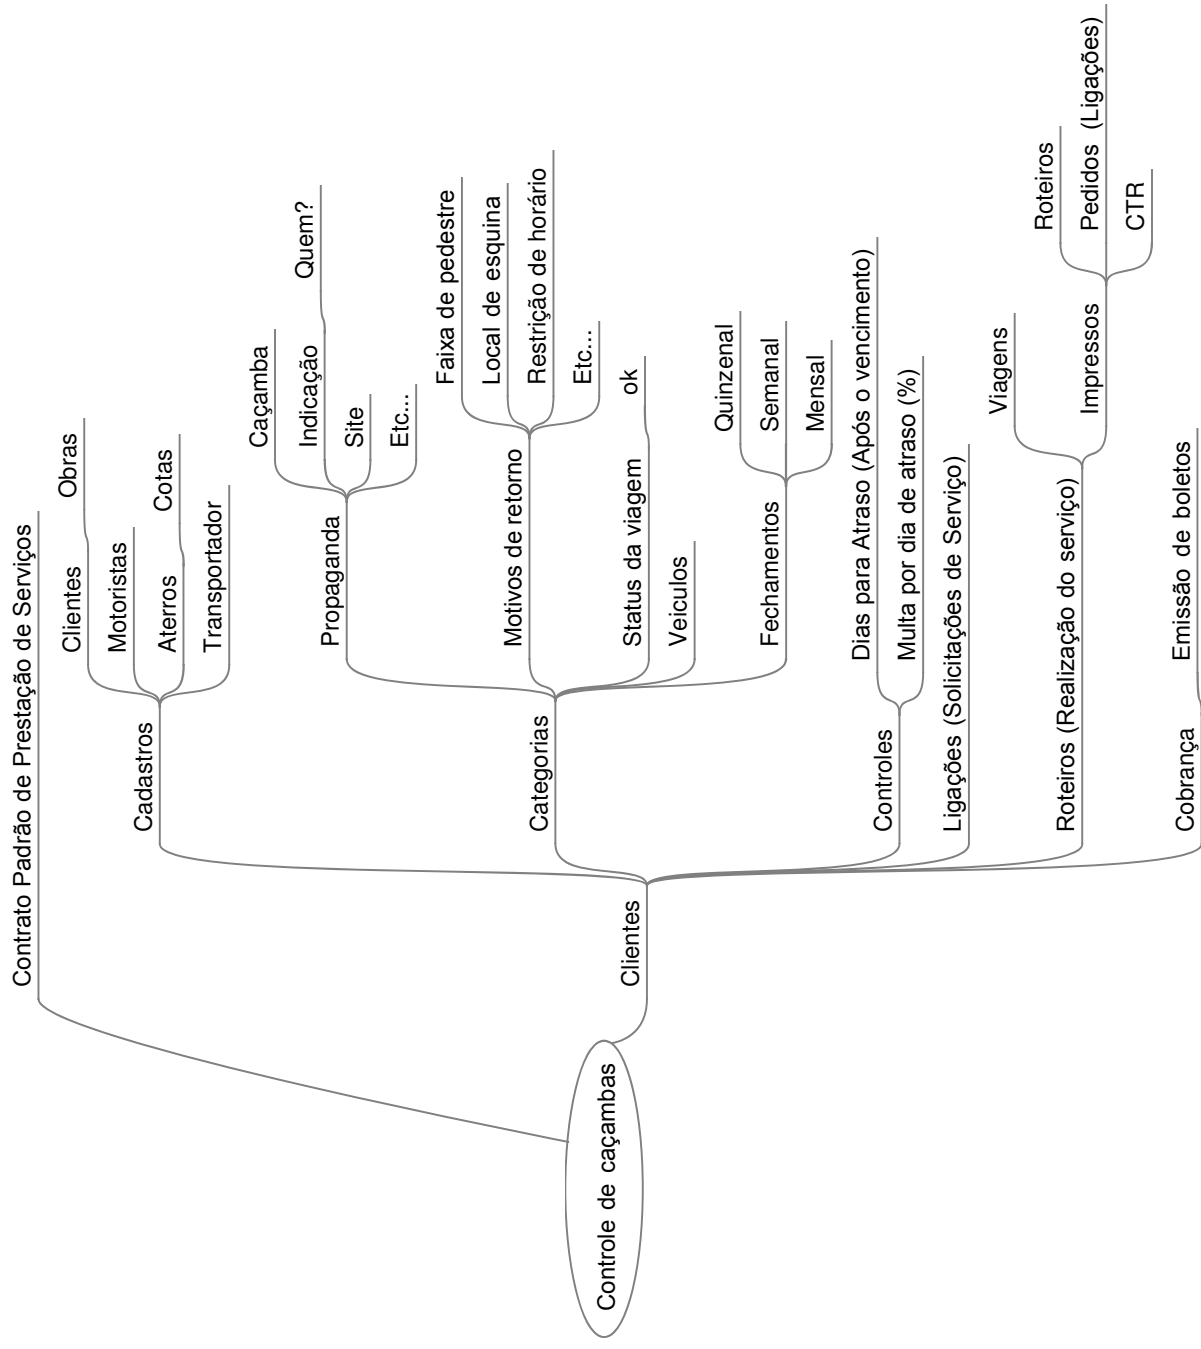 Contrato Padrão de Prestação de Serviços
Controle de caçambas
Clientes
Cadastros
Clientes
Obras
Motoristas
Aterros
Cotas
Transportador
Categorias
Propaganda
Caçamba
Indicação
Quem?
Site
Etc...
Motivos de retorno
Faixa de pedestre
Local de esquina
Restrição de horário
Etc...
Status da viagem
ok
Veiculos
Fechamentos
Quinzenal
Semanal
Mensal
Controles
Dias para Atraso (Após o vencimento)
Multa por dia de atraso (%)
Ligações (Solicitações de Serviço)
Roteiros (Realização do serviço)
Viagens
Impressos
Roteiros
Pedidos (Ligações)
CTR
Cobrança
Emissão de boletos